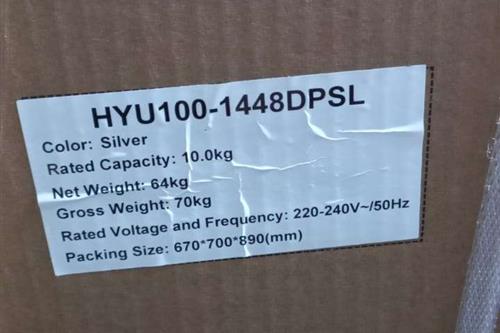 HYU100-1448DPSL
Color: Silver
Rated Capacity: 10.0kg
Net Weight: 64kg
Gross Weight: 70kg
Rated Voltage and Frequency: 220-240V~/50Hz
Packing Size: 670*700*890(mm)